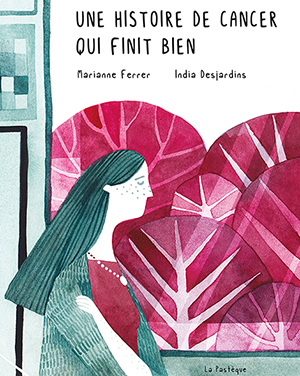 UNE HISTOIRE DE CANCER
QUI FINIT BIEN
Marianne Ferrer India Desjardins
La Pastèque